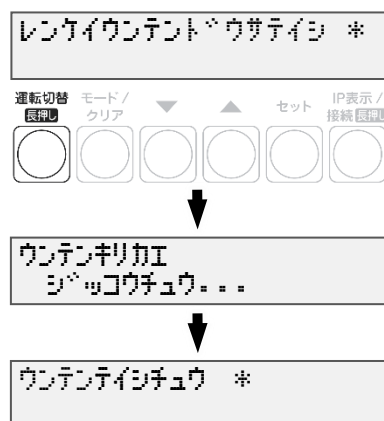 レンケイウンテンドウサテイシ *
運転切替 長押し
モード/クリア
▼
▲
セット
IP表示/接続 長押し
ウンテンキリカエ
ジッコウチュウ...
ウンテンテイシチュウ *